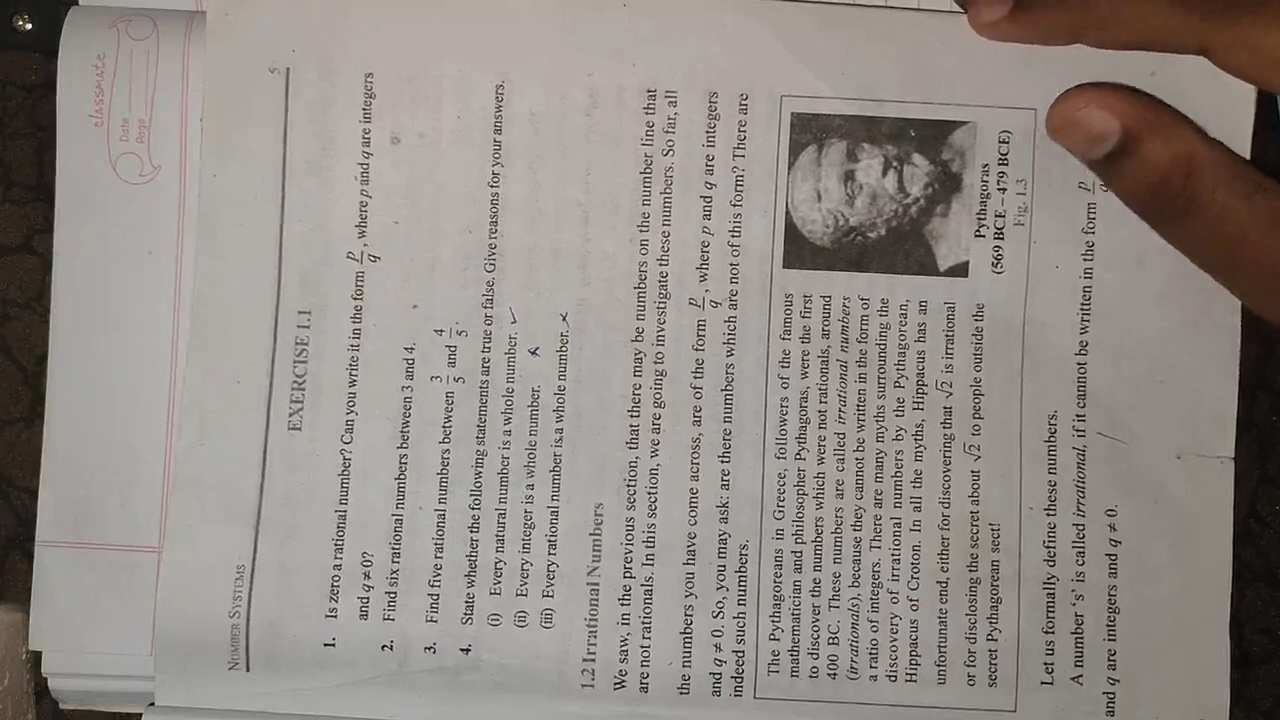 classmate
Date
Page
NUMBER SYSTEMS
5
EXERCISE 1.1
1. Is zero a rational number? Can you write it in the form p/q, where p and q are integers
and q ≠ 0?
2. Find six rational numbers between 3 and 4.
3. Find five rational numbers between 3/5 and 4/5.
4. State whether the following statements are true or false. Give reasons for your answers.
(i) Every natural number is a whole number. ✓
(ii) Every integer is a whole number. ✗
(iii) Every rational number is a whole number. ✗
1.2 Irrational Numbers
We saw, in the previous section, that there may be numbers on the number line that
are not rationals. In this section, we are going to investigate these numbers. So far, all
the numbers you have come across, are of the form p/q, where p and q are integers
and q ≠ 0. So, you may ask: are there numbers which are not of this form? There are
indeed such numbers.
The Pythagoreans in Greece, followers of the famous
mathematician and philosopher Pythagoras, were the first
to discover the numbers which were not rationals, around
400 BC. These numbers are called irrational numbers
(irrationals), because they cannot be written in the form of
a ratio of integers. There are many myths surrounding the
discovery of irrational numbers by the Pythagorean,
Hippacus of Croton. In all the myths, Hippacus has an
unfortunate end, either for discovering that √2 is irrational
or for disclosing the secret about √2 to people outside the
secret Pythagorean sect!
Pythagoras
(569 BCE – 479 BCE)
Fig. 1.3
Let us formally define these numbers.
A number 's' is called irrational, if it cannot be written in the form p/q
and q are integers and q ≠ 0.